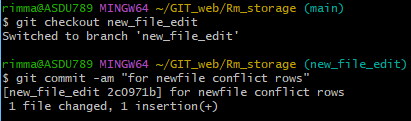 rimma@ASDU789 MINGW64 ~/GIT_web/Rm_storage (main)
$ git checkout new_file_edit
Switched to branch 'new_file_edit'
rimma@ASDU789 MINGW64 ~/GIT_web/Rm_storage (new_file_edit)
$ git commit -am "for newfile conflict rows"
[new_file_edit 2c0971b] for newfile conflict rows
1 file changed, 1 insertion(+)